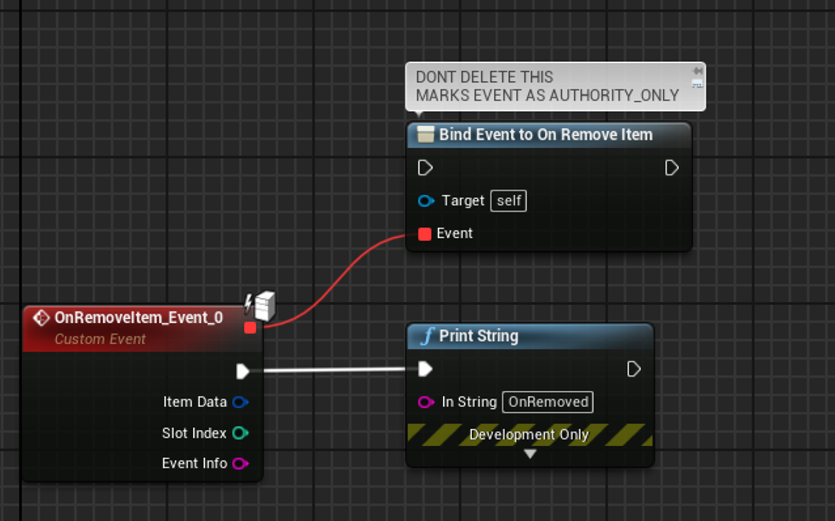 DONT DELETE THIS
MARKS EVENT AS AUTHORITY_ONLY
Bind Event to On Remove Item
Target self
Event
OnRemoveItem_Event_0
Custom Event
Item Data
Slot Index
Event Info
f Print String
In String OnRemoved
Development Only